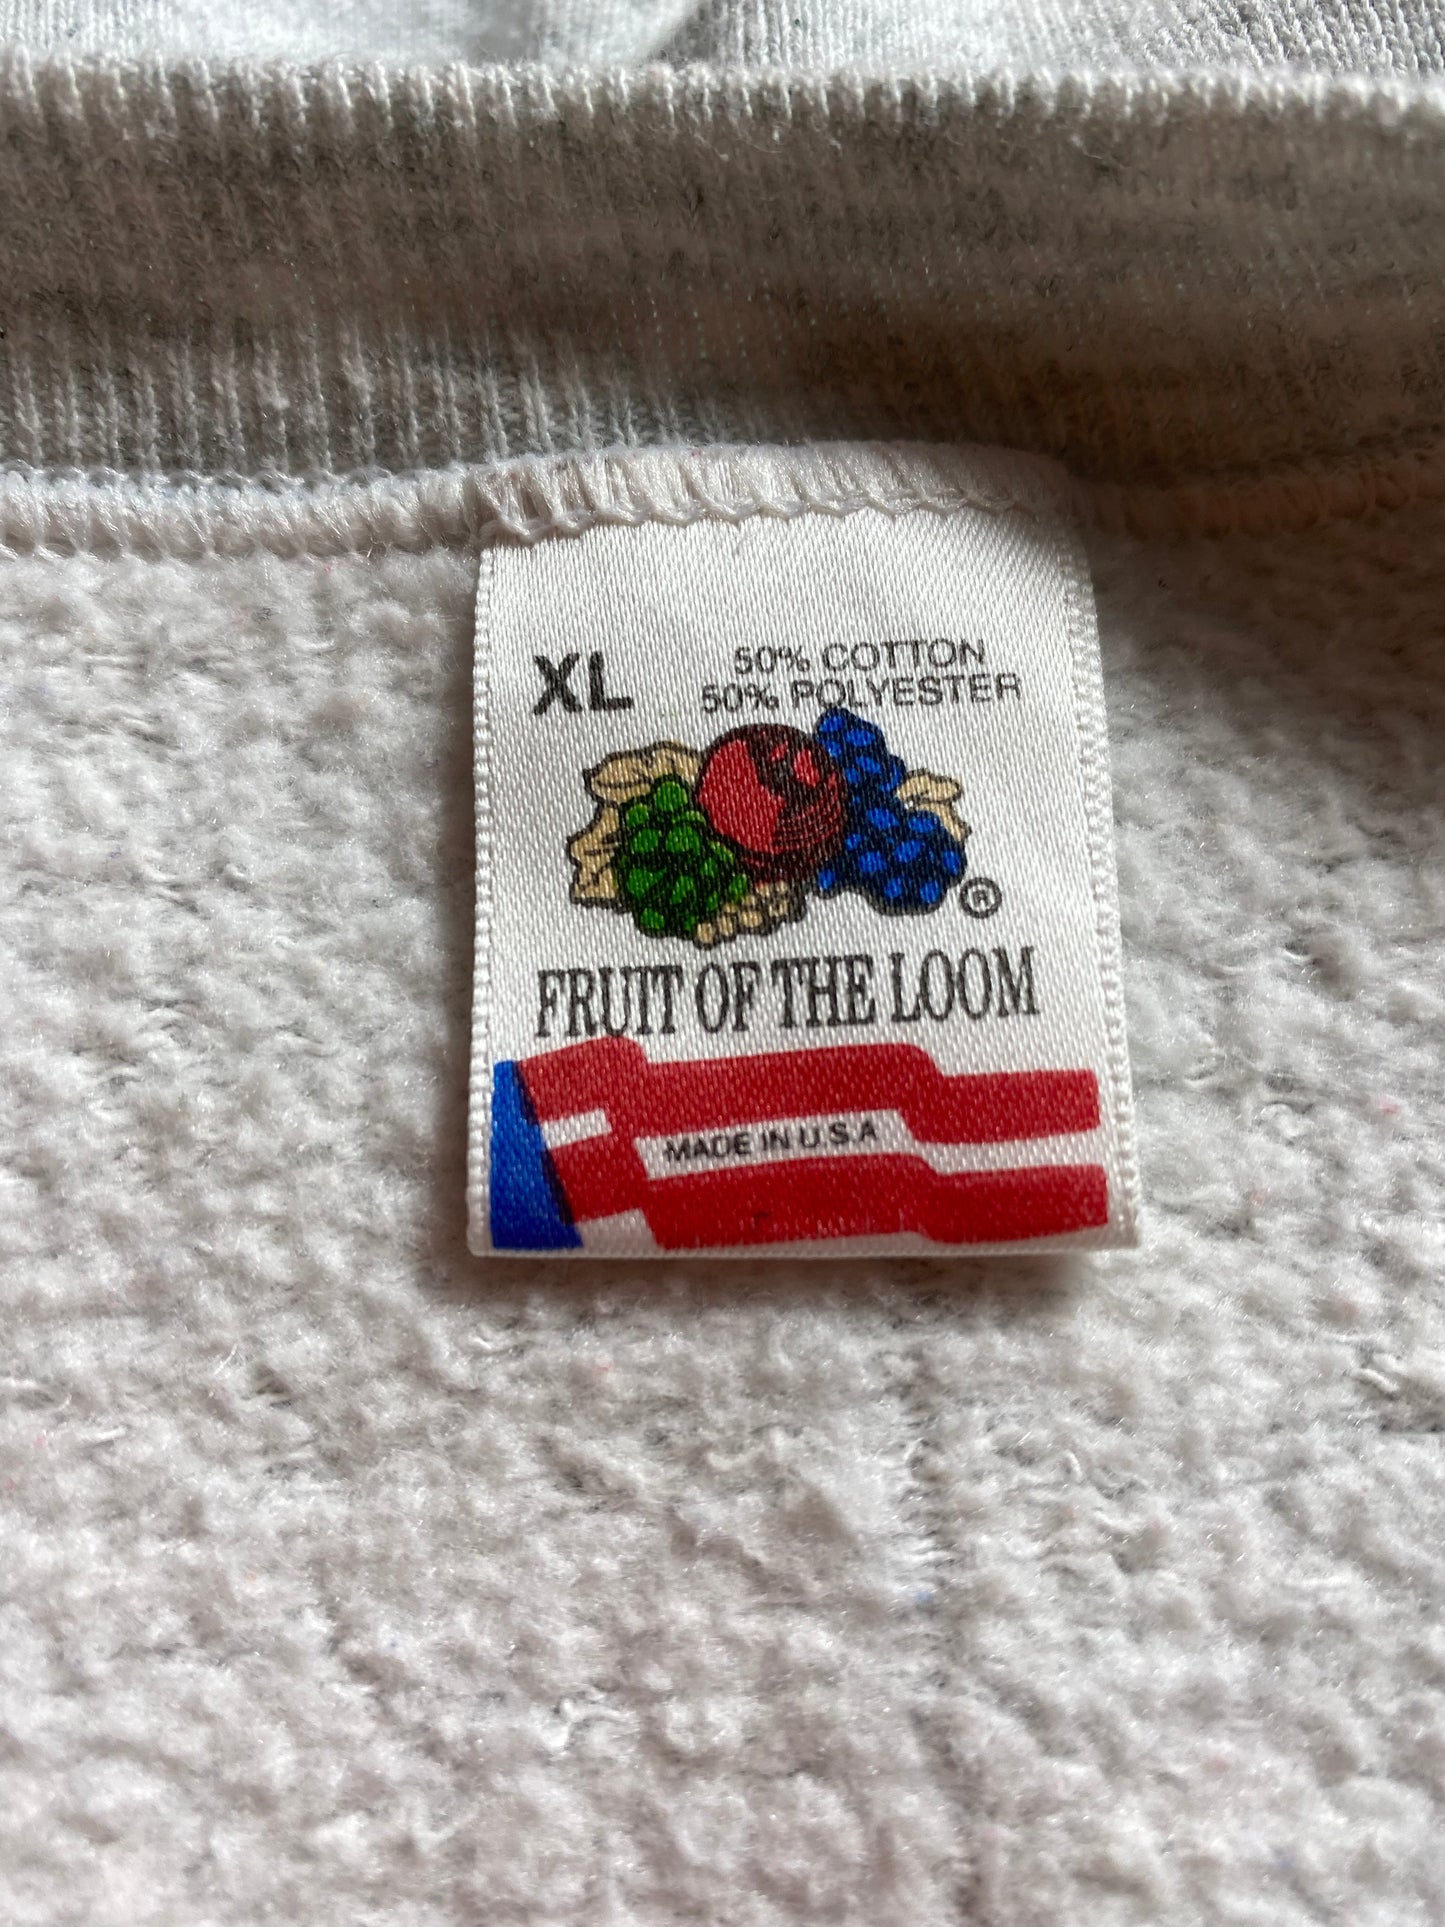 XL
50% COTTON
50% POLYESTER
®
FRUIT OF THE LOOM
MADE IN U.S.A